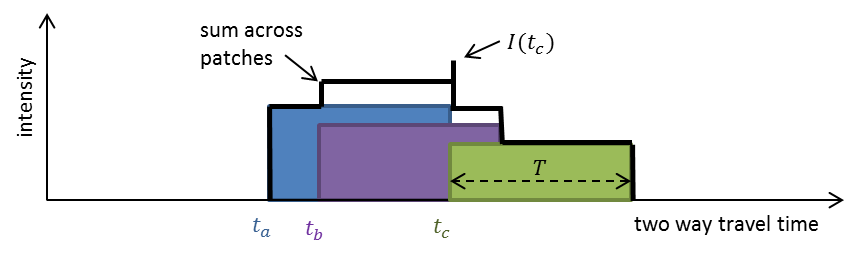 sum across
patches
I(t_c)
intensity
T
t_a
t_b
t_c
two way travel time